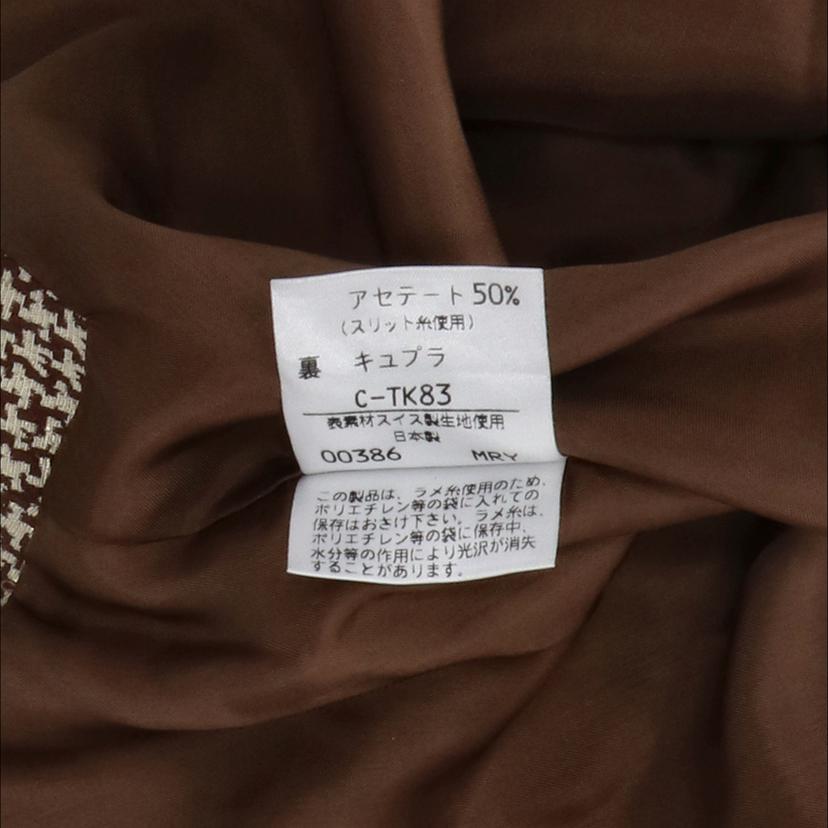 アセテート 50%
(スリット糸使用)
裏 キュプラ
C-TK83
表素材スイス製生地使用
日本製
00386 MRY
この製品は、ラメ糸使用のため、
ポリエチレン等の袋に入れての
保存はおさけ下さい。ラメ糸は、
ポリエチレン等の袋に保存中、
水分等の作用により光沢が消失
することがあります。